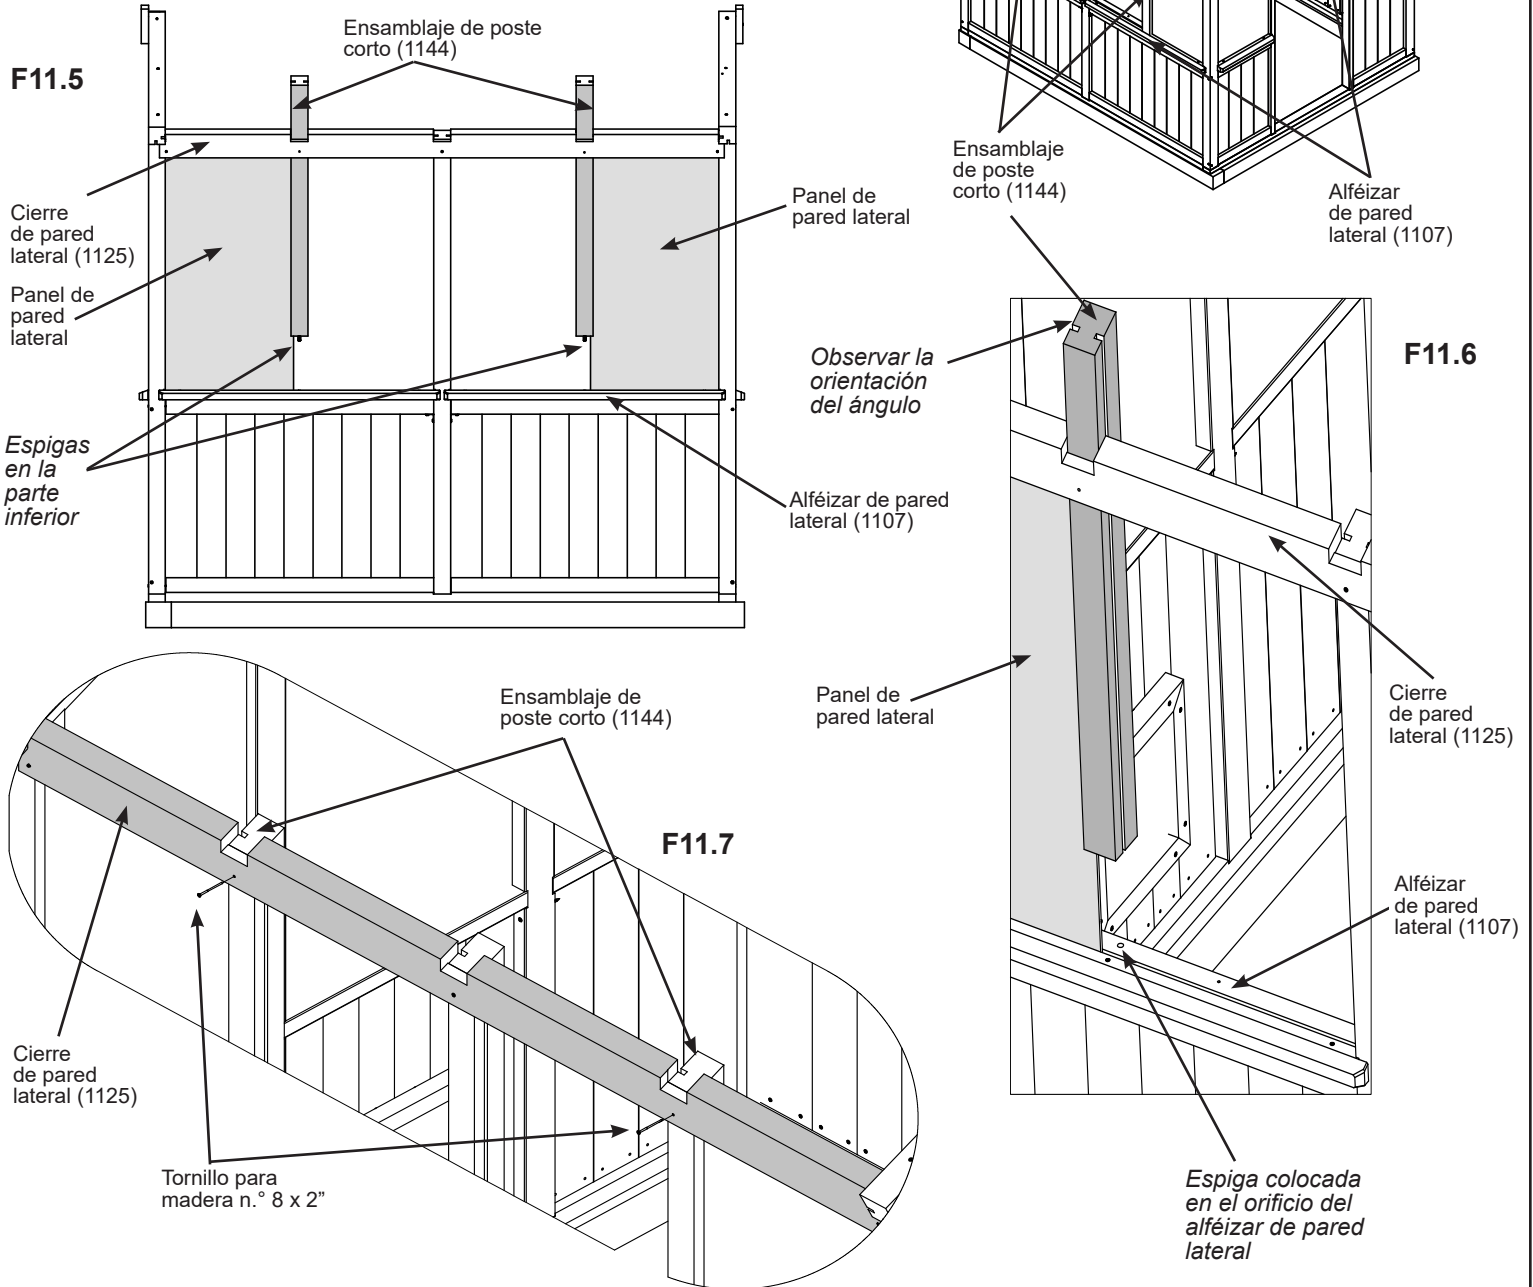 F11.5
Ensamblaje de poste
corto (1144)
Cierre
de pared
lateral (1125)
Panel de
pared
lateral
Panel de
pared lateral
Espigas
en la
parte
inferior
Alféizar de pared
lateral (1107)
Ensamblaje
de poste
corto (1144)
Alféizar
de pared
lateral (1107)
F11.6
Observar la
orientación
del ángulo
Panel de
pared lateral
Cierre
de pared
lateral (1125)
Alféizar
de pared
lateral (1107)
Espiga colocada
en el orificio del
alféizar de pared
lateral
Ensamblaje de
poste corto (1144)
F11.7
Cierre
de pared
lateral (1125)
Tornillo para
madera n.° 8 x 2”